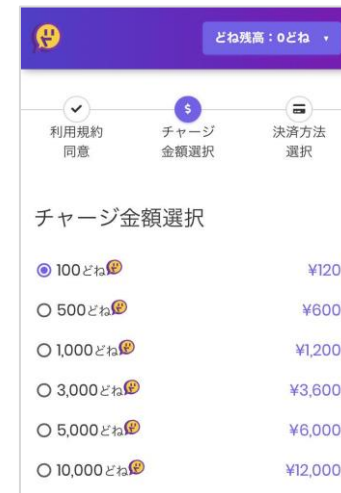 どね残高：0どね
利用規約 チャージ 決済方法
同意 金額選択 選択
チャージ金額選択
100どね ¥120
500どね ¥600
1,000どね ¥1,200
3,000どね ¥3,600
5,000どね ¥6,000
10,000どね ¥12,000